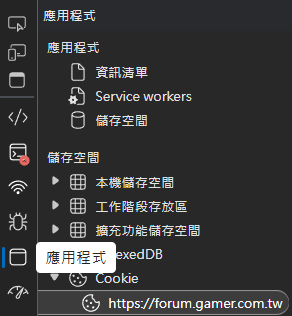 應用程式
應用程式
資訊清單
Service workers
儲存空間
儲存空間
本機儲存空間
工作階段存放區
擴充功能儲存空間
exedDB
應用程式
Cookie
https://forum.gamer.com.tw